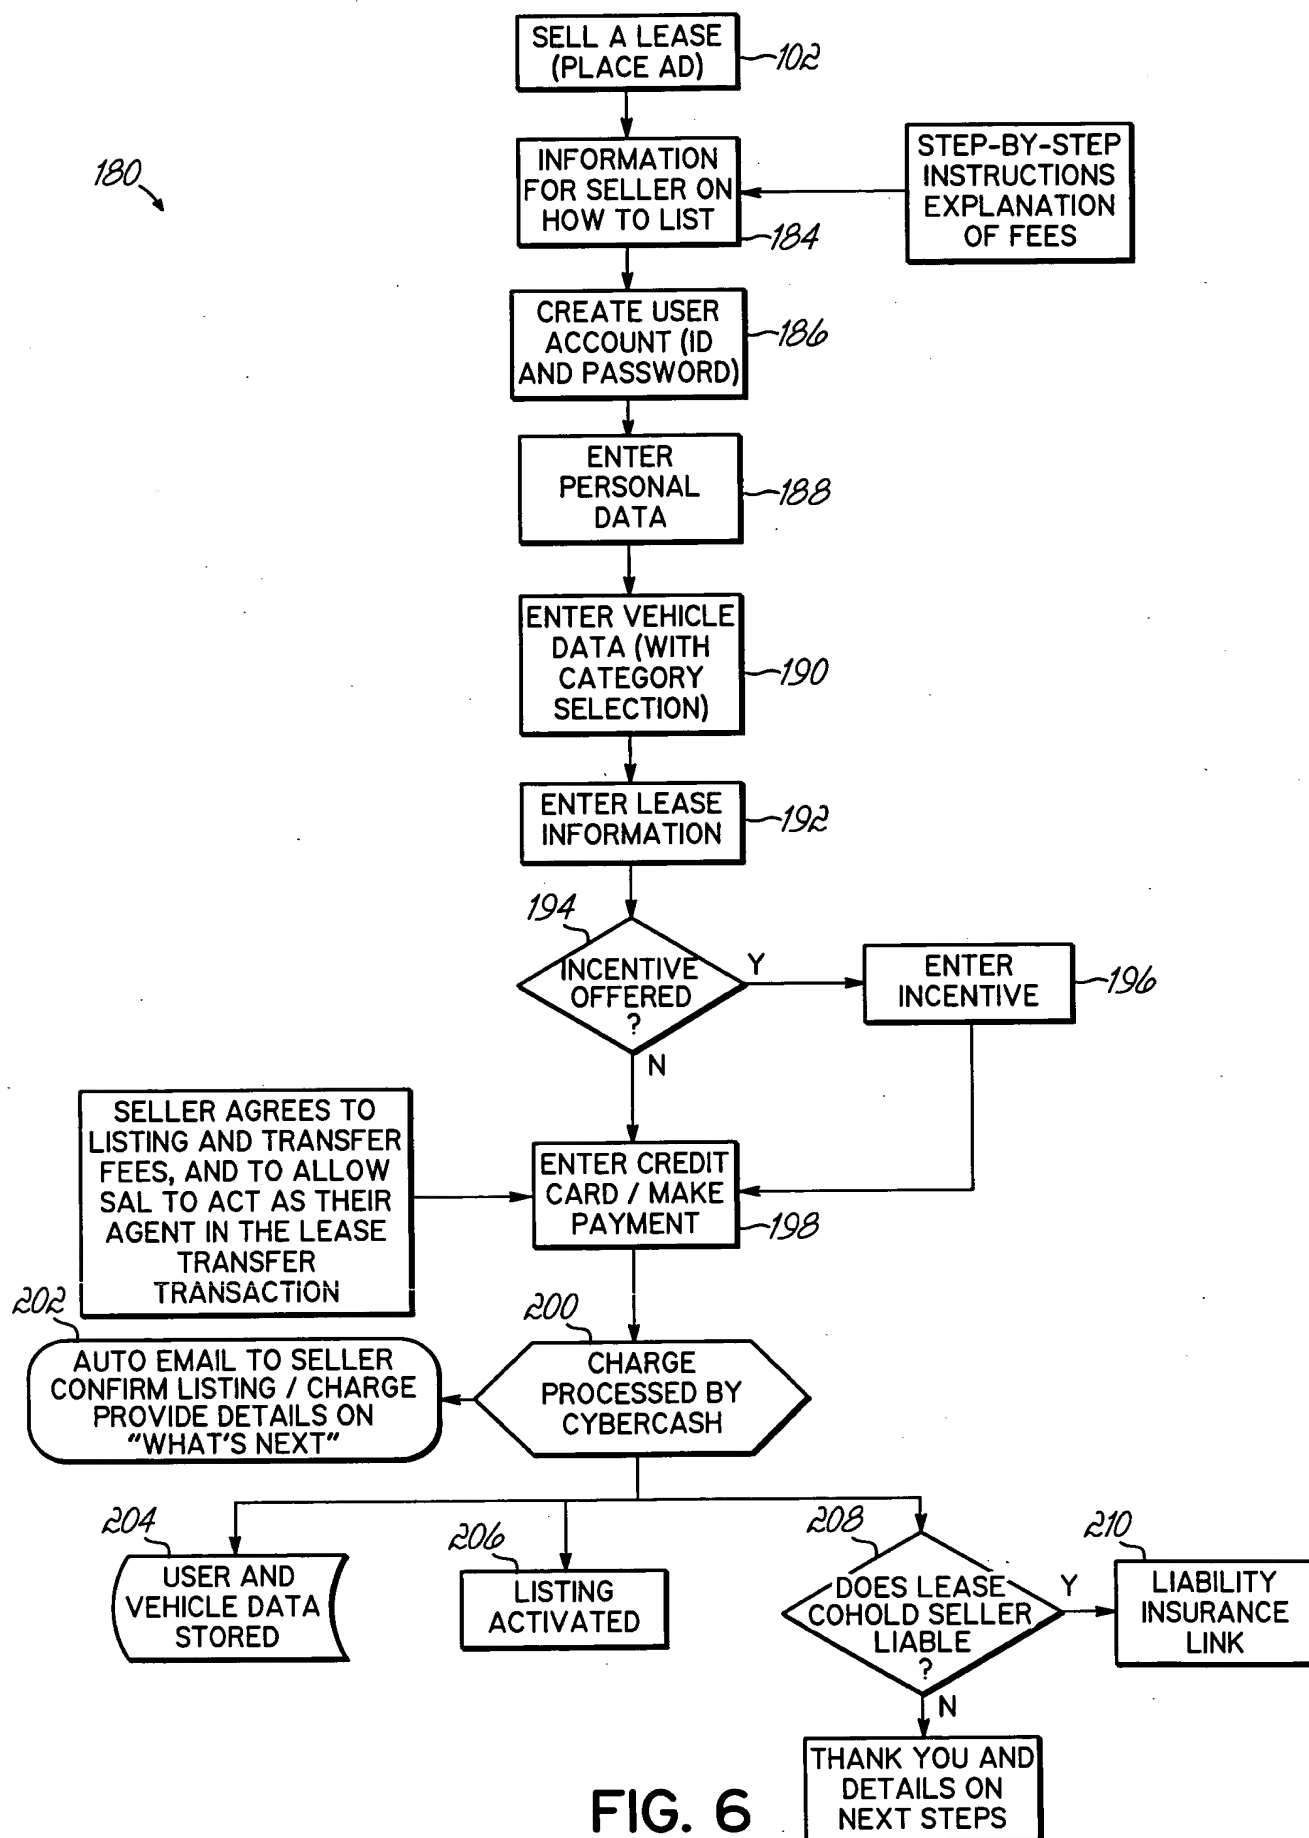 SELL A LEASE
(PLACE AD)
102
180
INFORMATION
FOR SELLER ON
HOW TO LIST
184
STEP-BY-STEP
INSTRUCTIONS
EXPLANATION
OF FEES
CREATE USER
ACCOUNT (ID
AND PASSWORD)
186
ENTER
PERSONAL
DATA
188
ENTER VEHICLE
DATA (WITH
CATEGORY
SELECTION)
190
ENTER LEASE
INFORMATION
192
194
INCENTIVE
OFFERED
?
Y
N
ENTER
INCENTIVE
196
SELLER AGREES TO
LISTING AND TRANSFER
FEES, AND TO ALLOW
SAL TO ACT AS THEIR
AGENT IN THE LEASE
TRANSFER
TRANSACTION
ENTER CREDIT
CARD / MAKE
PAYMENT
198
202
AUTO EMAIL TO SELLER
CONFIRM LISTING / CHARGE
PROVIDE DETAILS ON
"WHAT'S NEXT"
200
CHARGE
PROCESSED BY
CYBERCASH
204
USER AND
VEHICLE DATA
STORED
206
LISTING
ACTIVATED
208
DOES LEASE
COHOLD SELLER
LIABLE
?
Y
N
210
LIABILITY
INSURANCE
LINK
THANK YOU AND
DETAILS ON
NEXT STEPS
FIG. 6